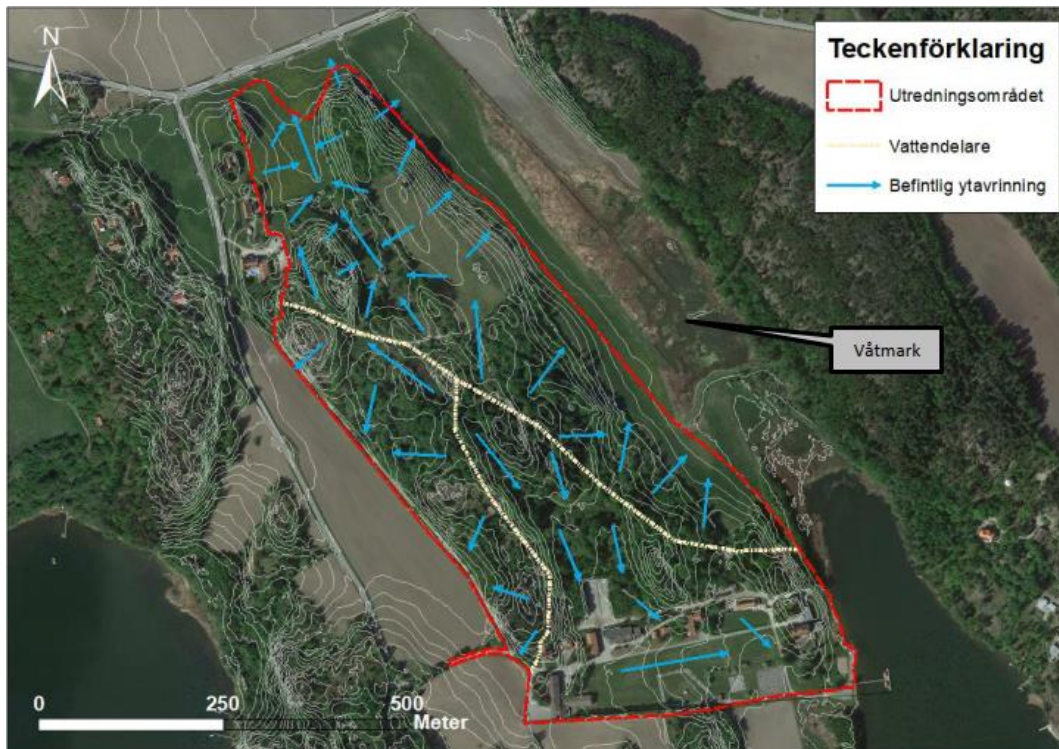 N
Teckenförklaring
Utredningsområdet
Vattendelare
Befintlig ytavrinning
Våtmark
0 250 500
Meter